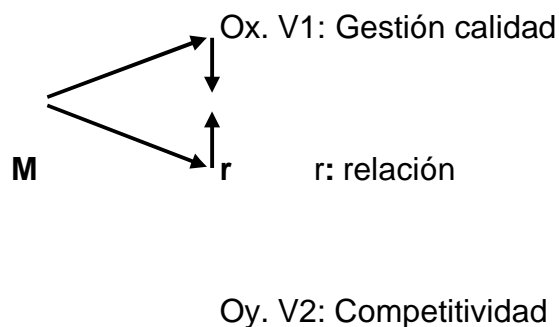 Ox. V1: Gestión calidad
M r r: relación
Oy. V2: Competitividad